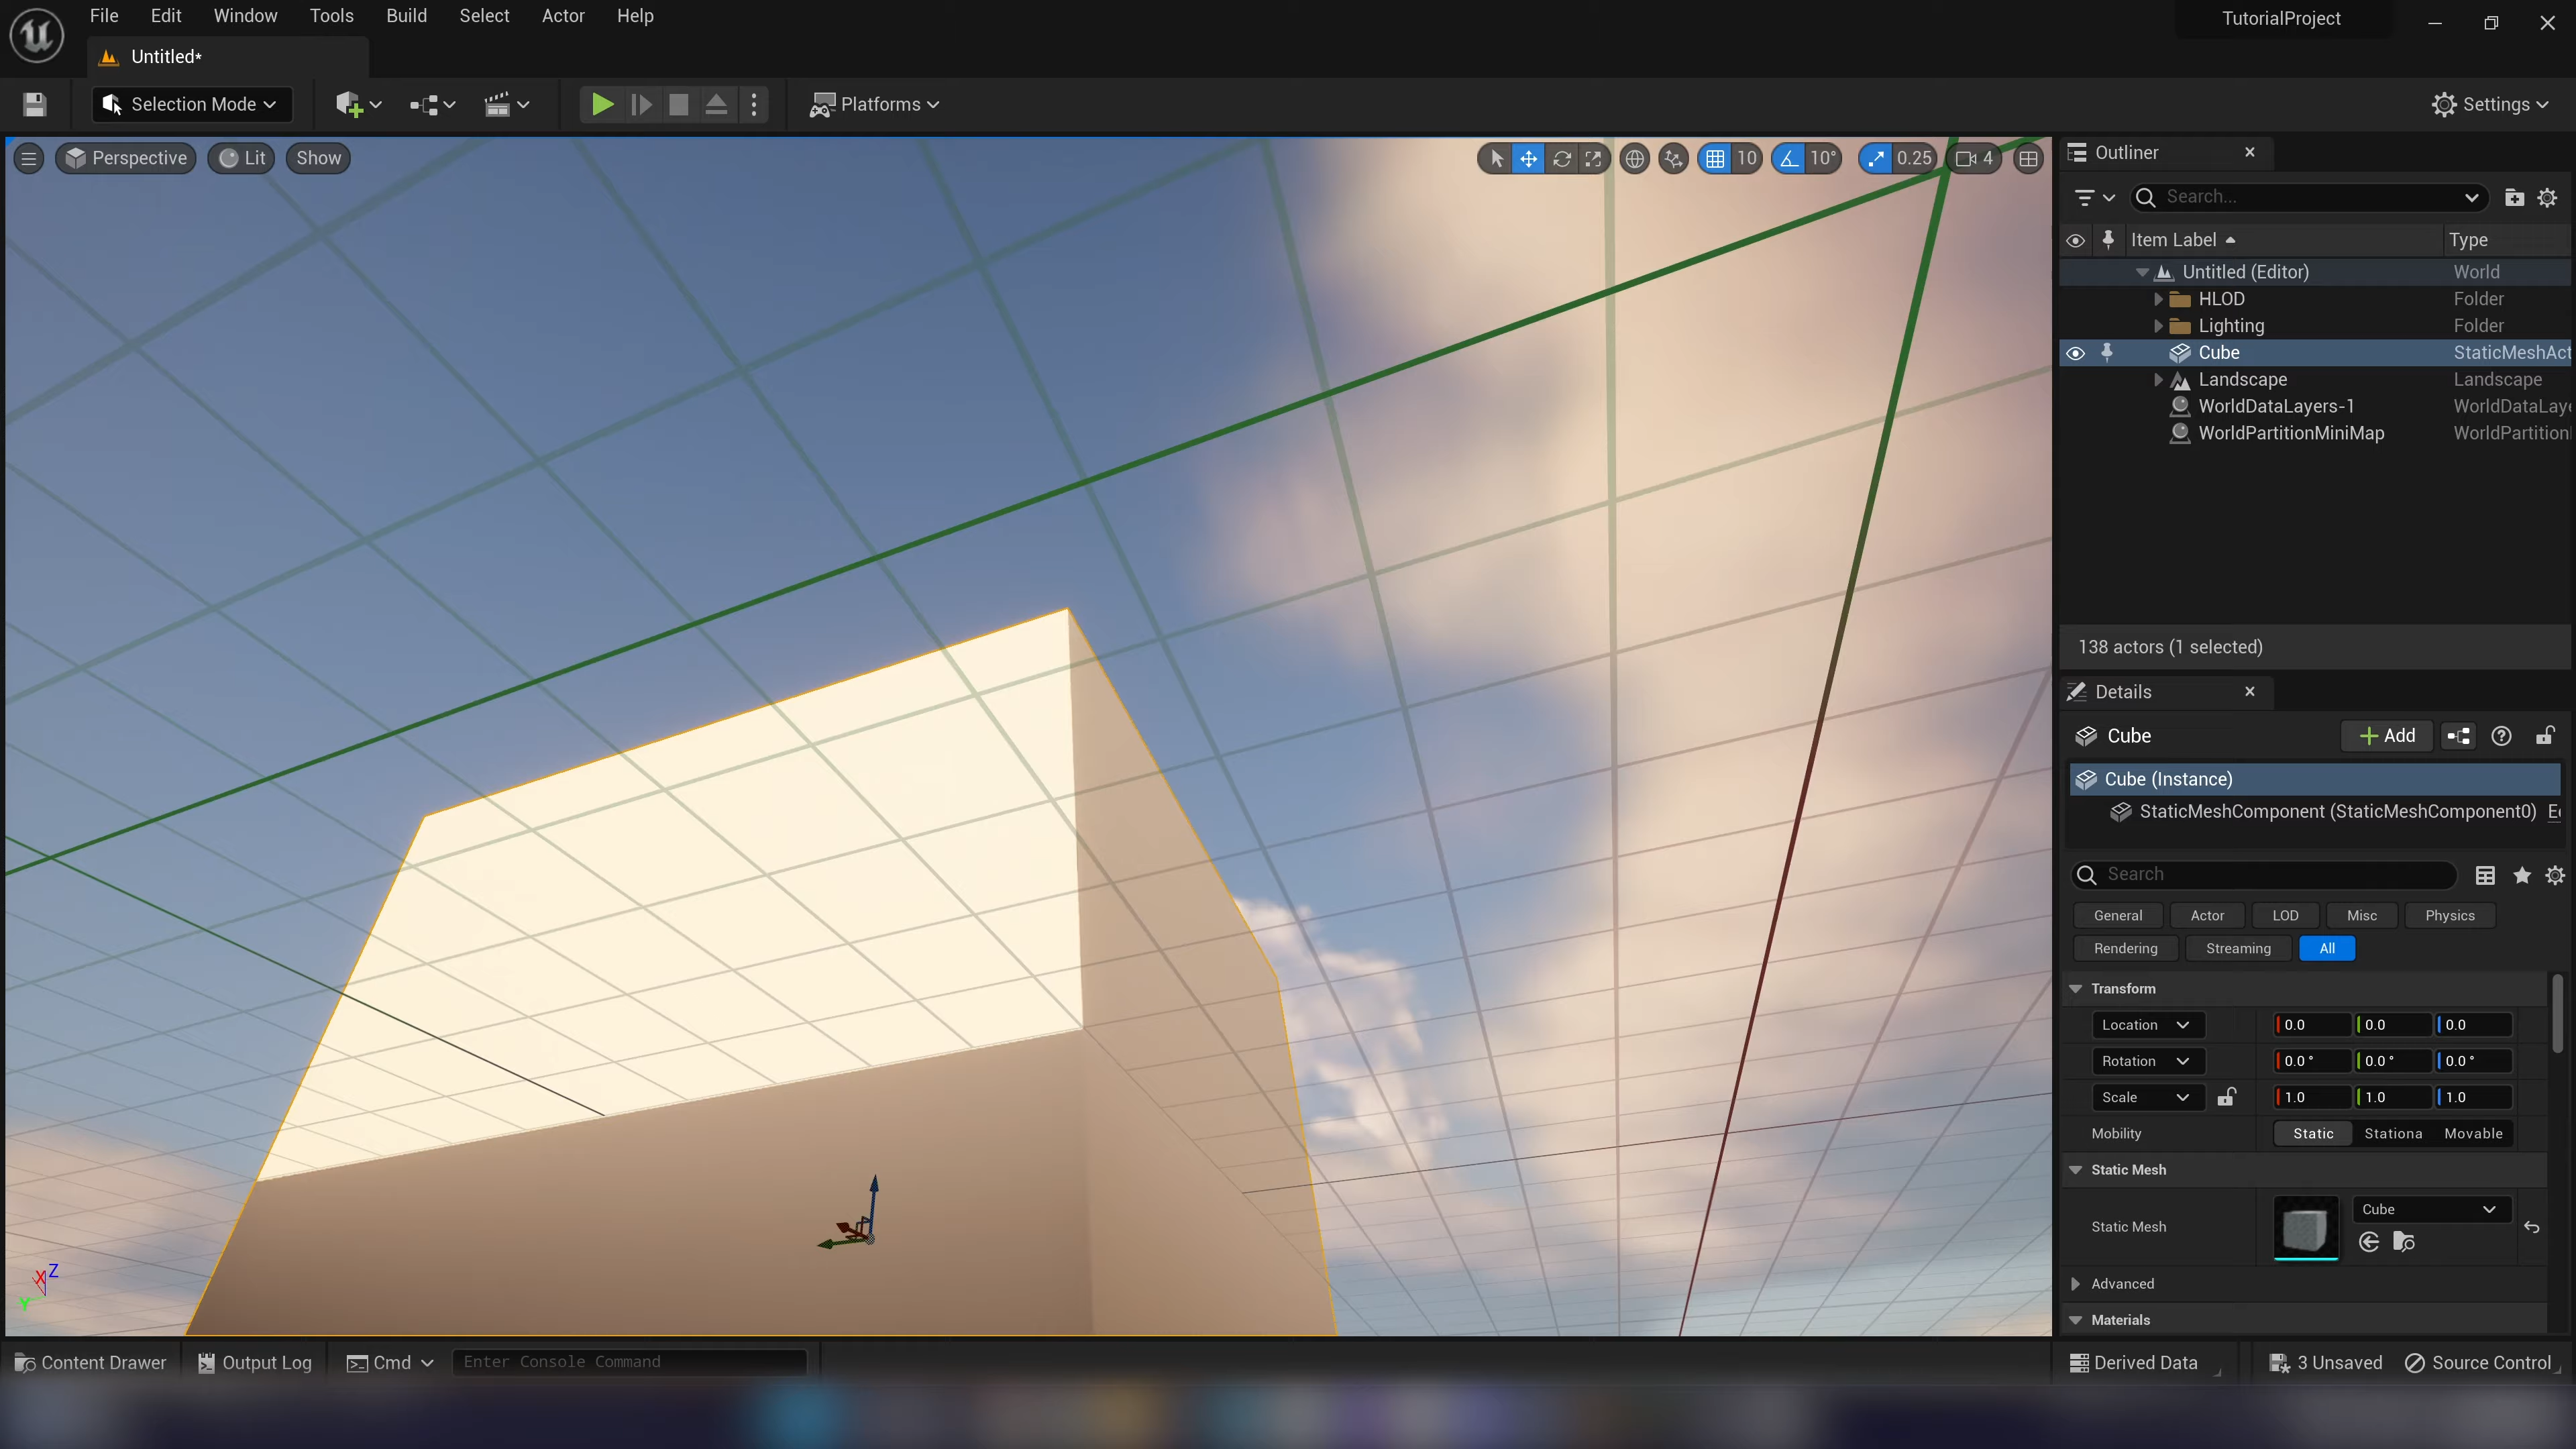 File Edit Window Tools Build Select Actor Help
TutorialProject
Untitled*
Selection Mode
Platforms
Settings
Perspective Lit Show
10 10° 0.25 4
Outliner
Search...
Item Label Type
Untitled (Editor) World
HLOD Folder
Lighting Folder
Cube StaticMeshAct
Landscape Landscape
WorldDataLayers-1 WorldDataLaye
WorldPartitionMiniMap WorldPartition
138 actors (1 selected)
Details
Cube Add
Cube (Instance)
StaticMeshComponent (StaticMeshComponent0)
Search
General Actor LOD Misc Physics
Rendering Streaming All
Transform
Location 0.0 0.0 0.0
Rotation 0.0° 0.0° 0.0°
Scale 1.0 1.0 1.0
Mobility Static Stationa Movable
Static Mesh
Static Mesh Cube
Advanced
Materials
X Z
Y
Content Drawer Output Log Cmd Enter Console Command
Derived Data 3 Unsaved Source Control